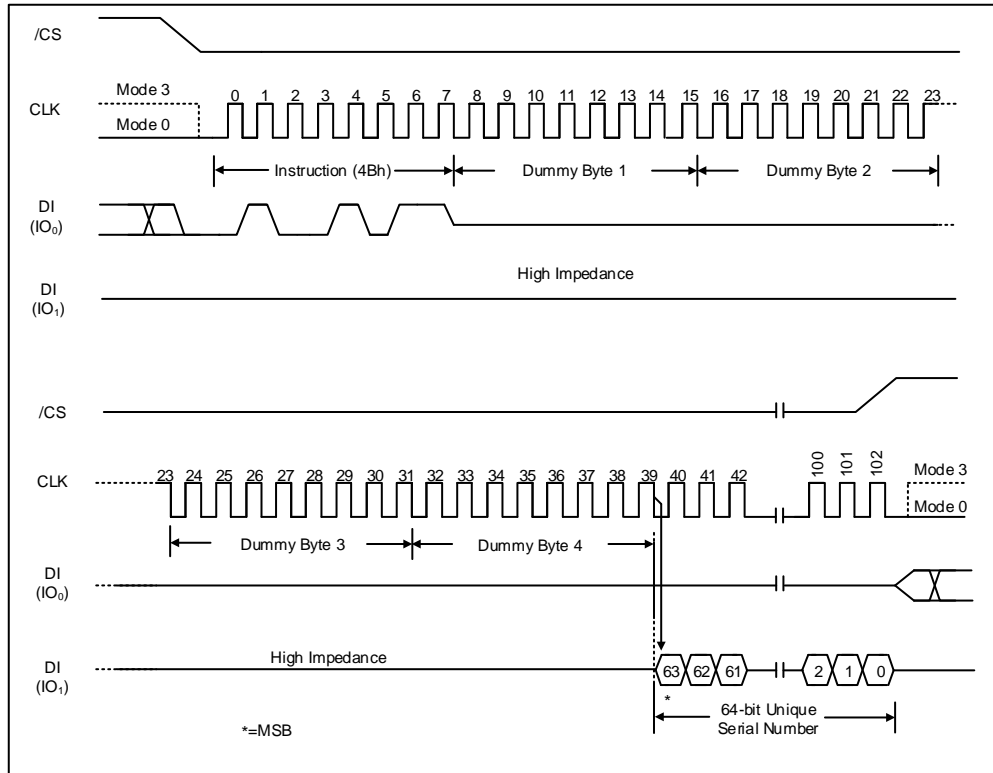 /CS
Mode 3
CLK
Mode 0
0 1 2 3 4 5 6 7 8 9 10 11 12 13 14 15 16 17 18 19 20 21 22 23
Instruction (4Bh)
Dummy Byte 1
Dummy Byte 2
DI
(IO₀)
High Impedance
DI
(IO₁)
/CS
CLK
23 24 25 26 27 28 29 30 31 32 33 34 35 36 37 38 39 40 41 42
100 101 102
Mode 3
Mode 0
Dummy Byte 3
Dummy Byte 4
DI
(IO₀)
High Impedance
DI
(IO₁)
63 62 61 2 1 0
*
64-bit Unique
Serial Number
*=MSB